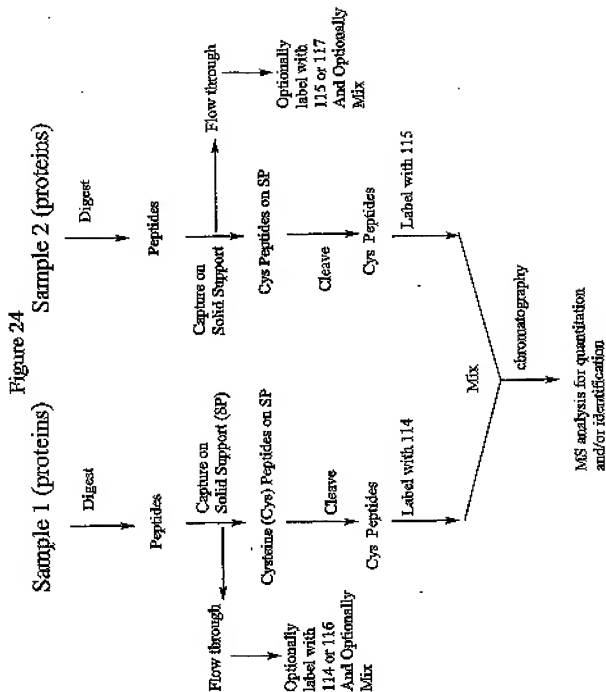 Figure 24
Sample 1 (proteins)
Digest
Peptides
Capture on
Solid Support (SP)
Flow through
Optionally
label with
114 or 116
And Optionally
Mix
Cysteine (Cys) Peptides on SP
Cleave
Cys Peptides
Label with 114
Sample 2 (proteins)
Digest
Peptides
Capture on
Solid Support
Flow through
Optionally
label with
115 or 117
And Optionally
Mix
Cys Peptides on SP
Cleave
Cys Peptides
Label with 115
Mix
chromatography
MS analysis for quantitation
and/or identification